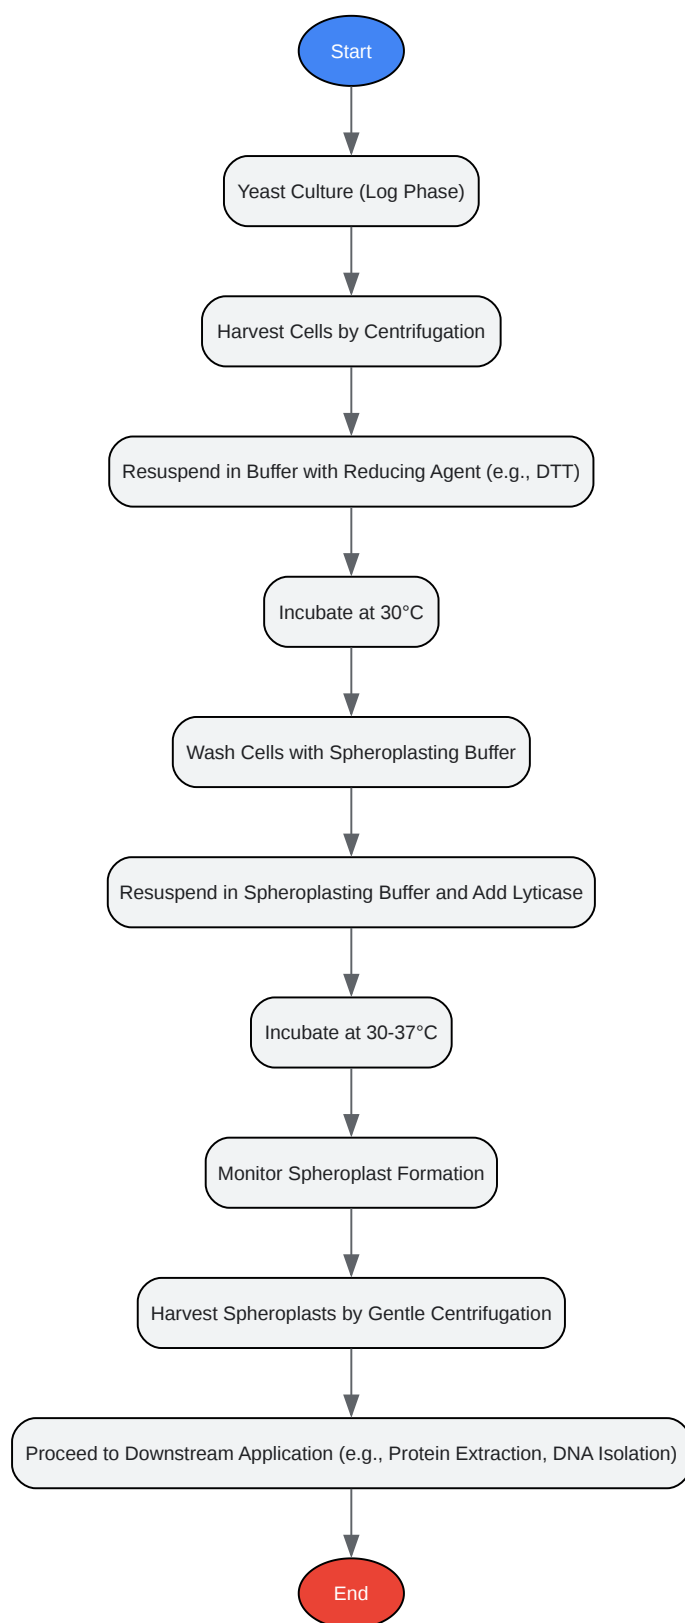 Start
Yeast Culture (Log Phase)
Harvest Cells by Centrifugation
Resuspend in Buffer with Reducing Agent (e.g., DTT)
Incubate at 30°C
Wash Cells with Spheroplasting Buffer
Resuspend in Spheroplasting Buffer and Add Lyticase
Incubate at 30-37°C
Monitor Spheroplast Formation
Harvest Spheroplasts by Gentle Centrifugation
Proceed to Downstream Application (e.g., Protein Extraction, DNA Isolation)
End